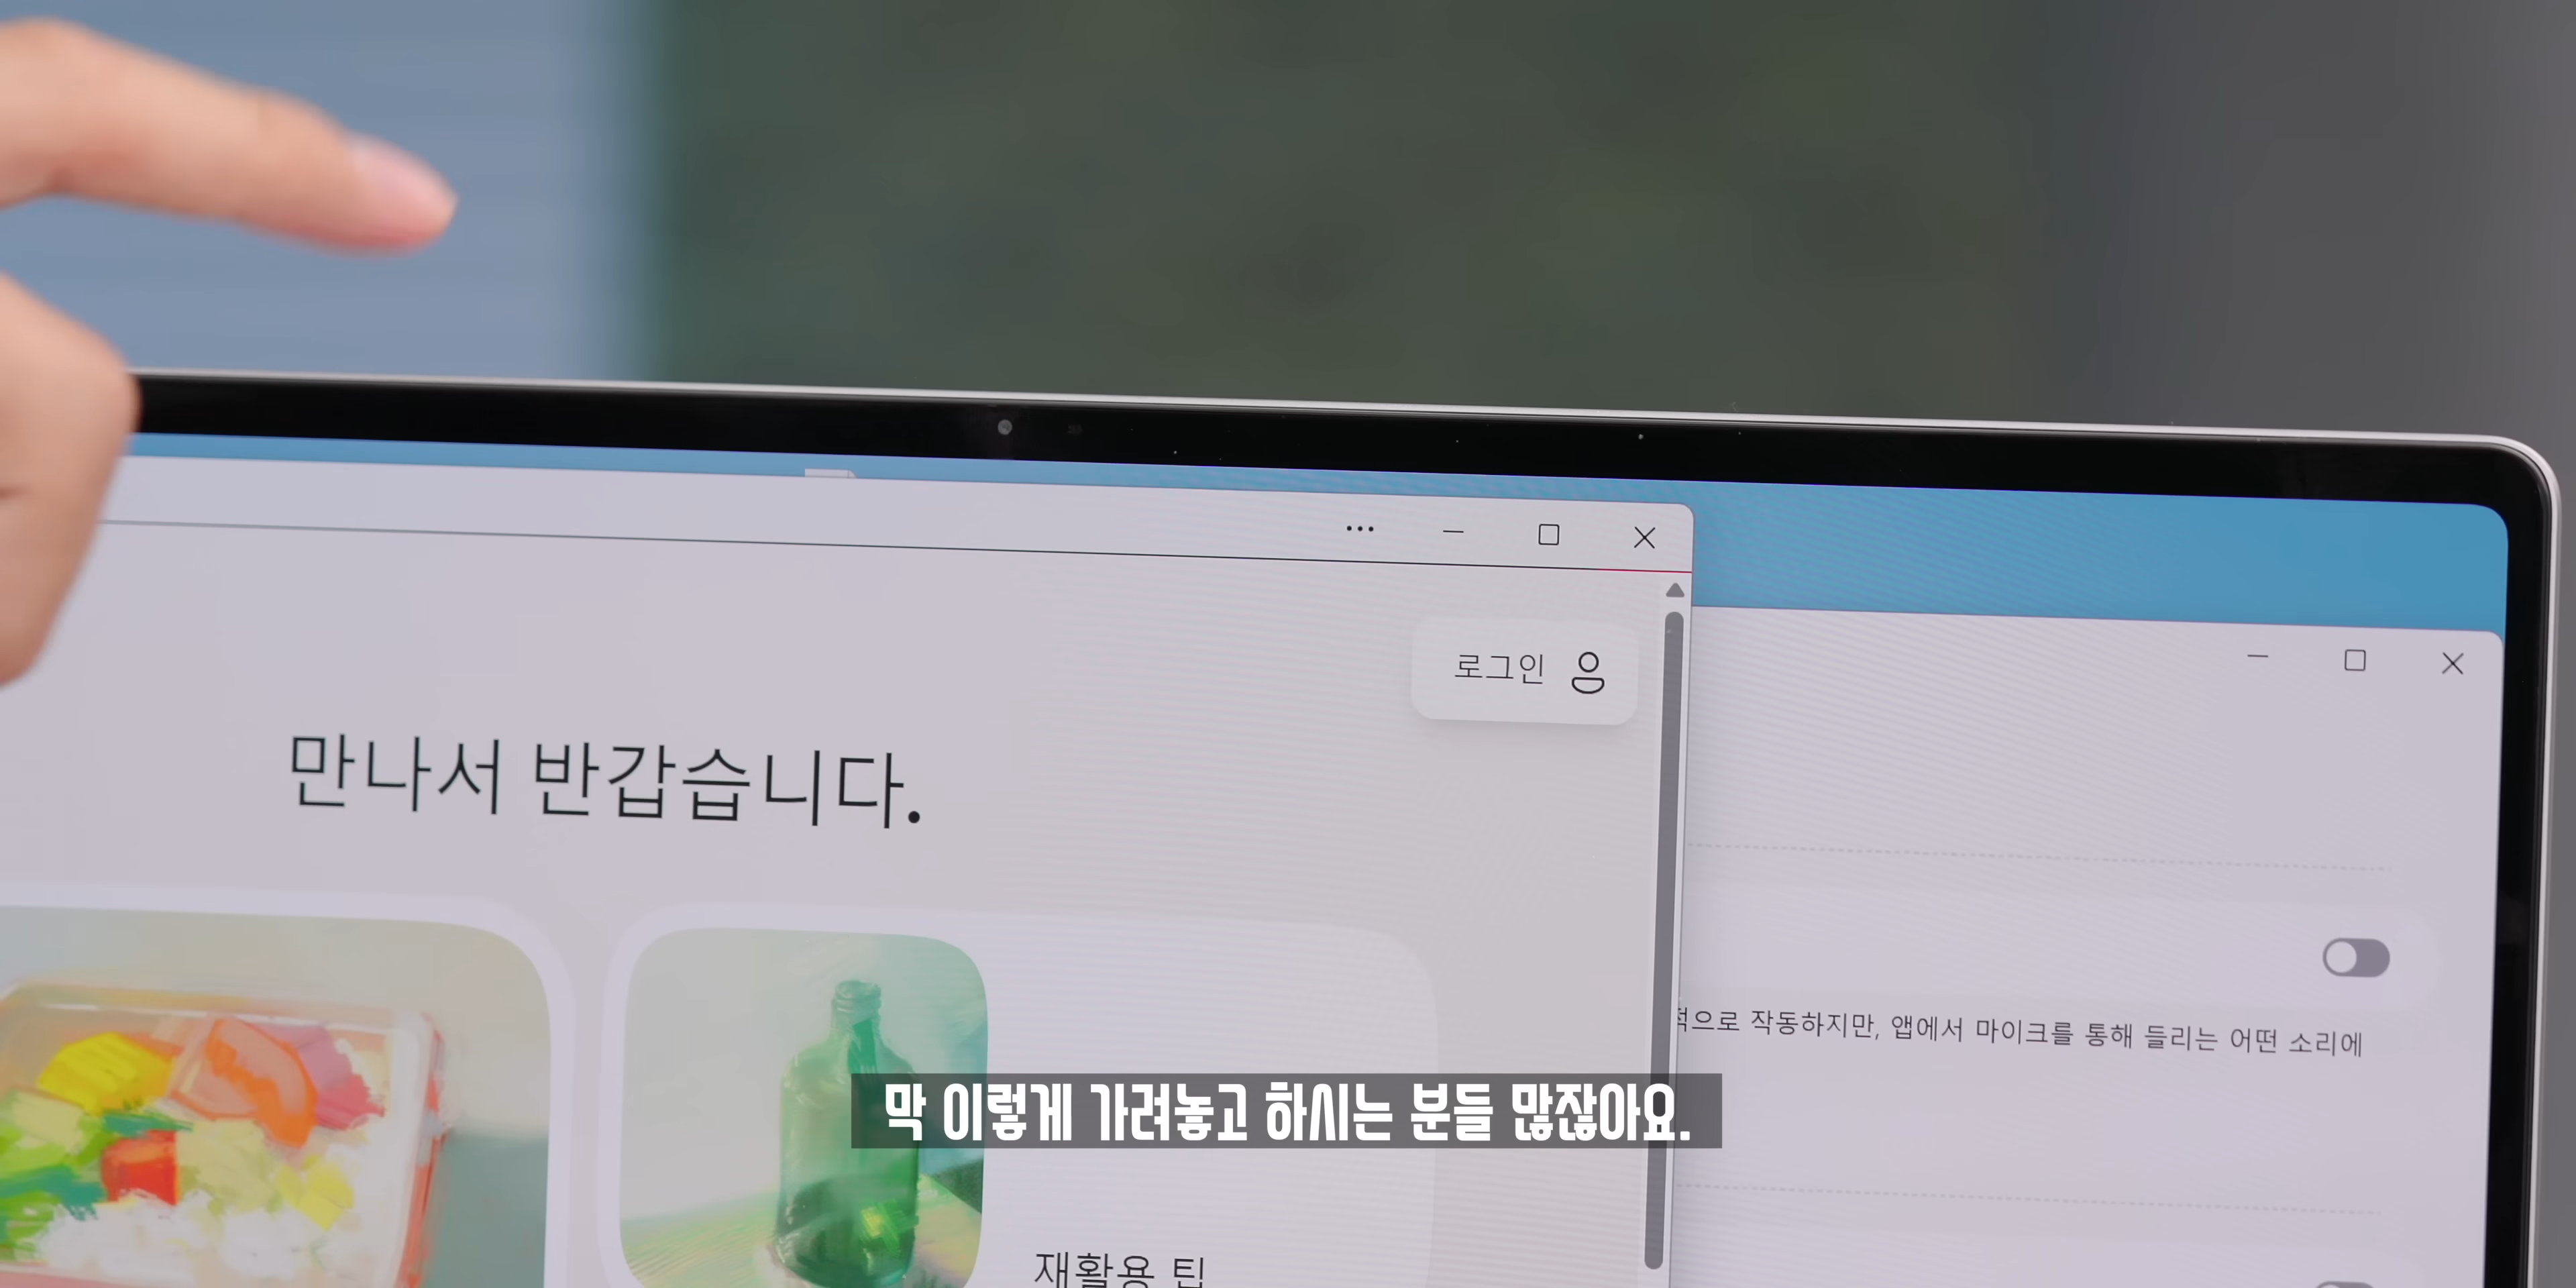 로그인
만나서 반갑습니다.
적으로 작동하지만, 앱에서 마이크를 통해 들리는 어떤 소리에
막 이렇게 가려놓고 하시는 분들 많잖아요.
재활용 팁